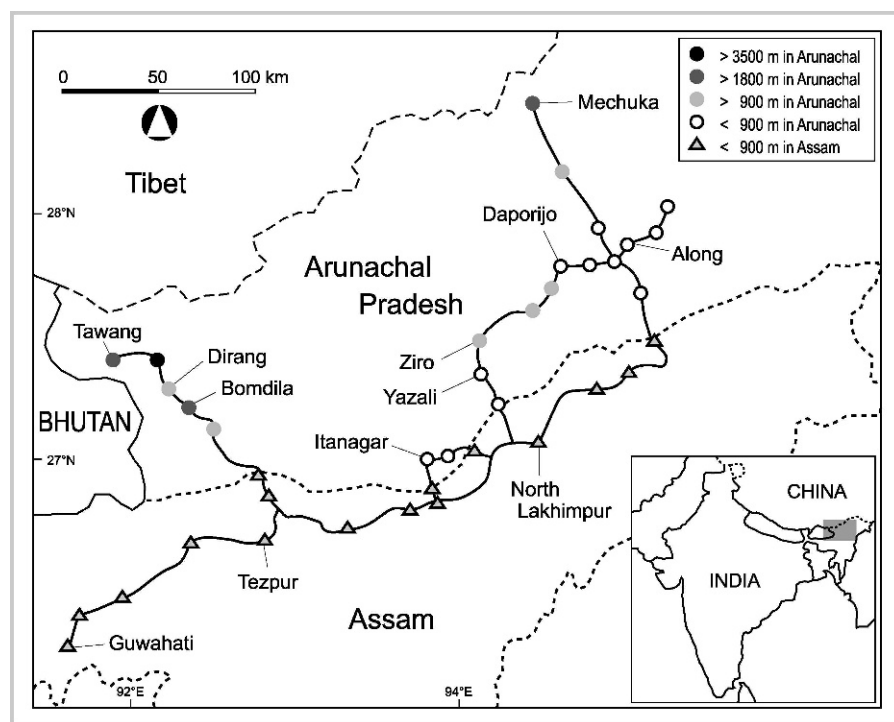 0 50 100 km
> 3500 m in Arunachal
> 1800 m in Arunachal
> 900 m in Arunachal
< 900 m in Arunachal
< 900 m in Assam
Mechuka
Tibet
28°N
Daporijo
Along
Arunachal
Pradesh
Tawang
Dirang
Ziro
Bomdila
Yazali
BHUTAN
Itanagar
27°N
North
Lakhimpur
CHINA
INDIA
Tezpur
Assam
Guwahati
92°E
94°E